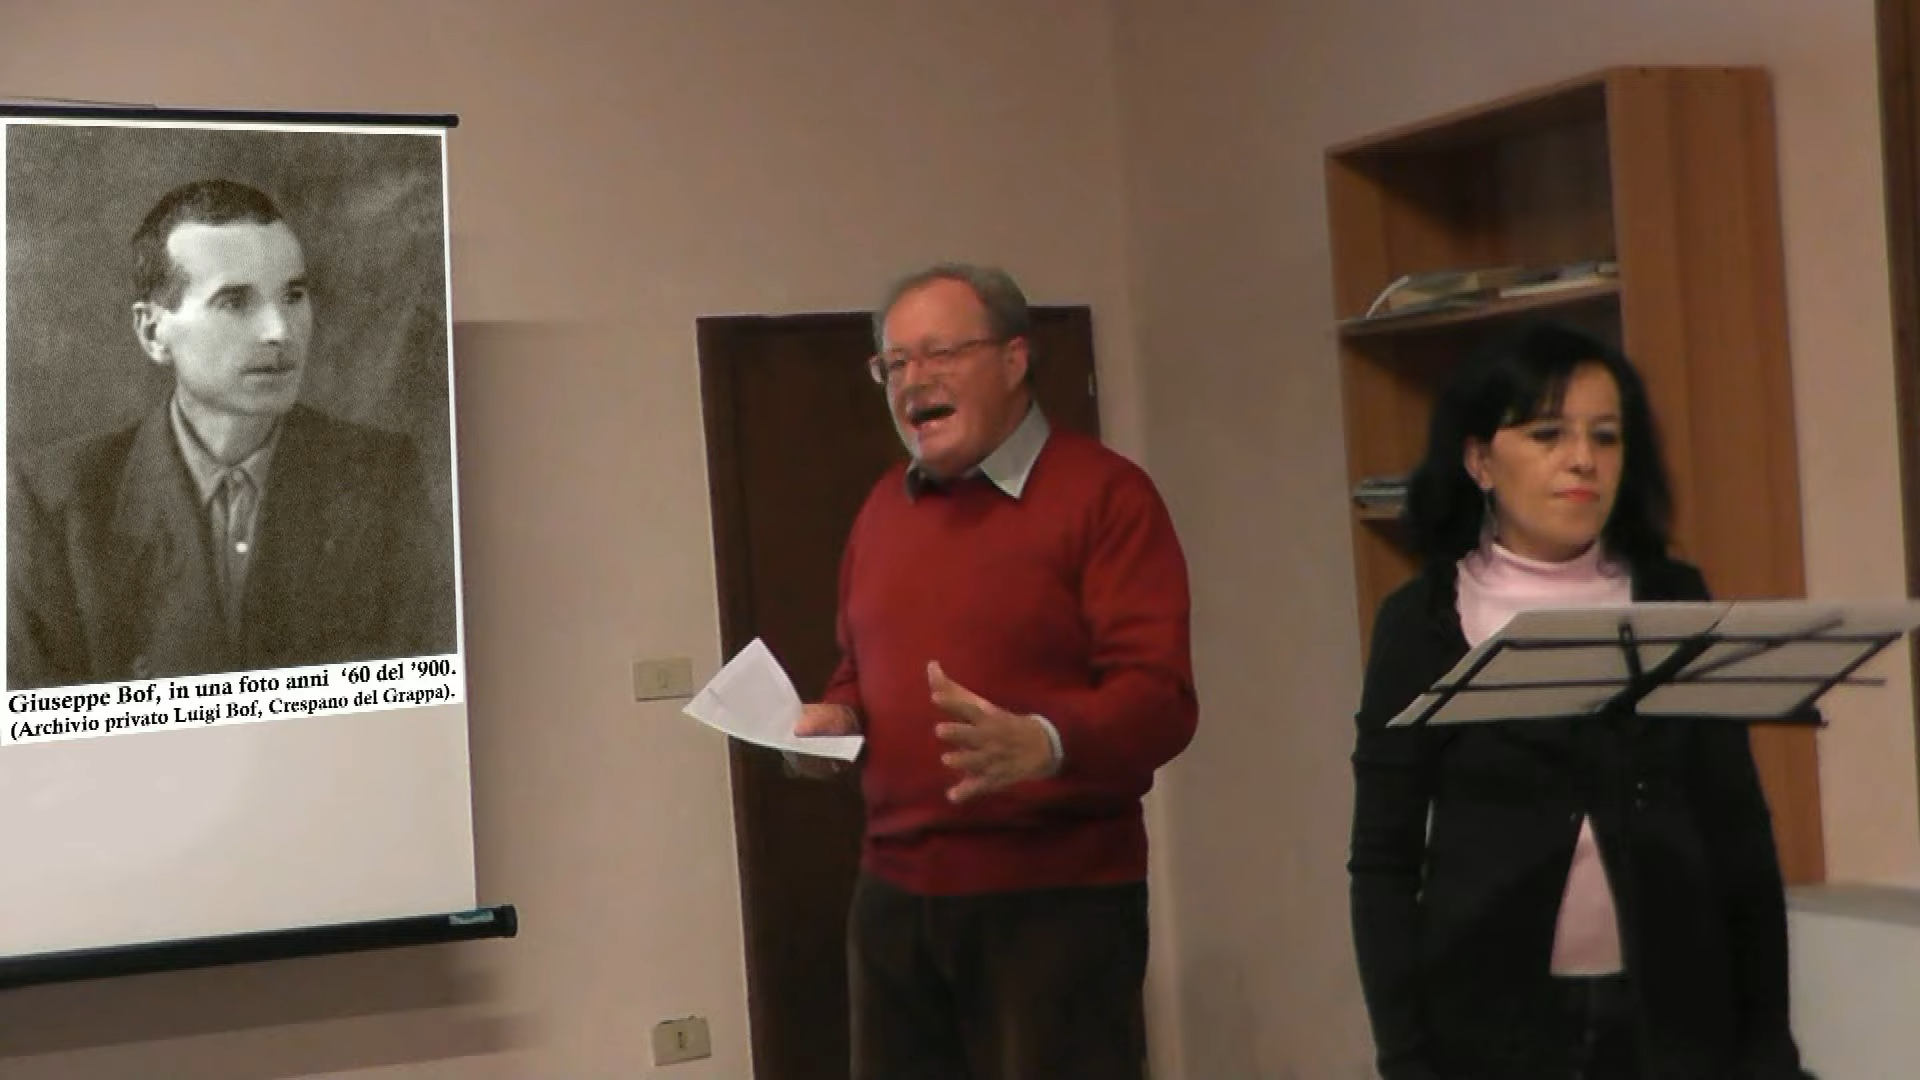 Giuseppe Bof, in una foto anni ‘60 del ’900.
(Archivio privato Luigi Bof, Crespano del Grappa).